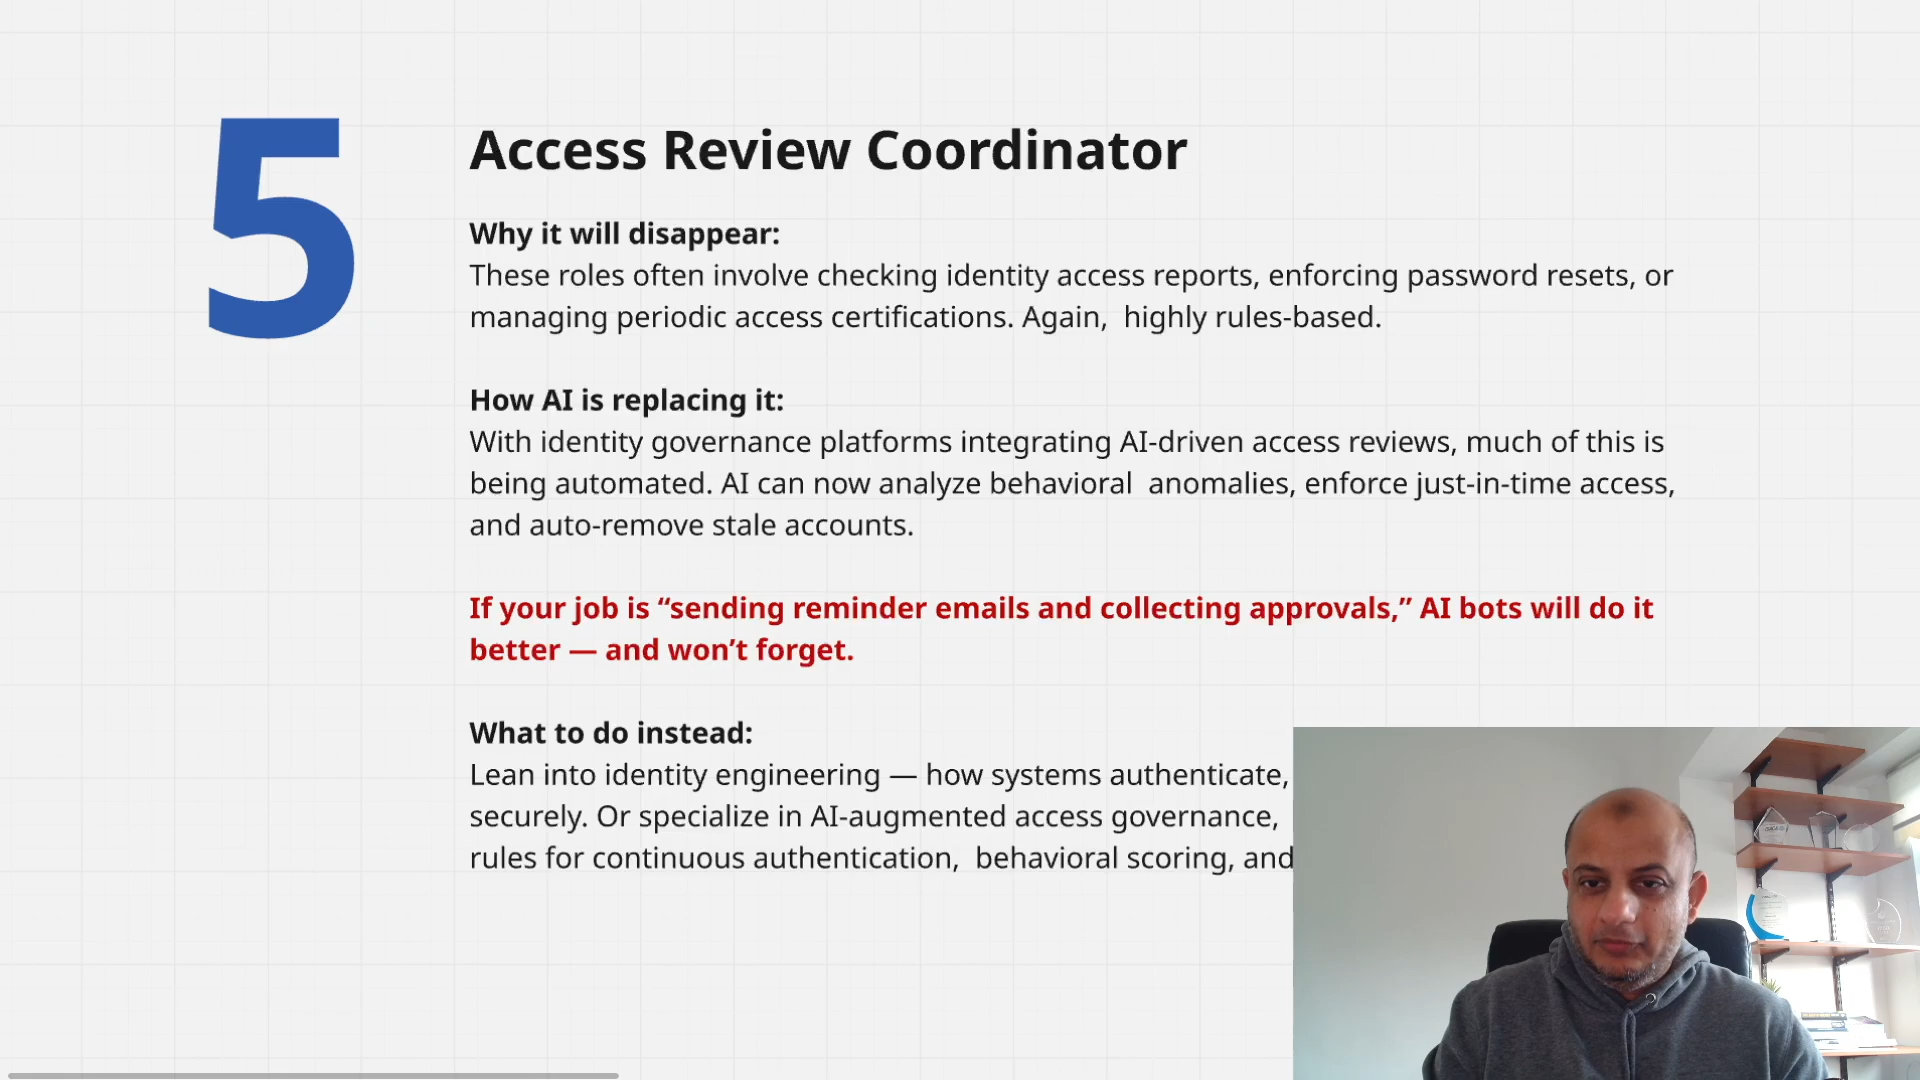 5
Access Review Coordinator
Why it will disappear:
These roles often involve checking identity access reports, enforcing password resets, or
managing periodic access certifications. Again,  highly rules-based.
How AI is replacing it:
With identity governance platforms integrating AI-driven access reviews, much of this is
being automated. AI can now analyze behavioral  anomalies, enforce just-in-time access,
and auto-remove stale accounts.
If your job is “sending reminder emails and collecting approvals,” AI bots will do it
better — and won’t forget.
What to do instead:
Lean into identity engineering — how systems authenticate,
securely. Or specialize in AI-augmented access governance,
rules for continuous authentication,  behavioral scoring, and